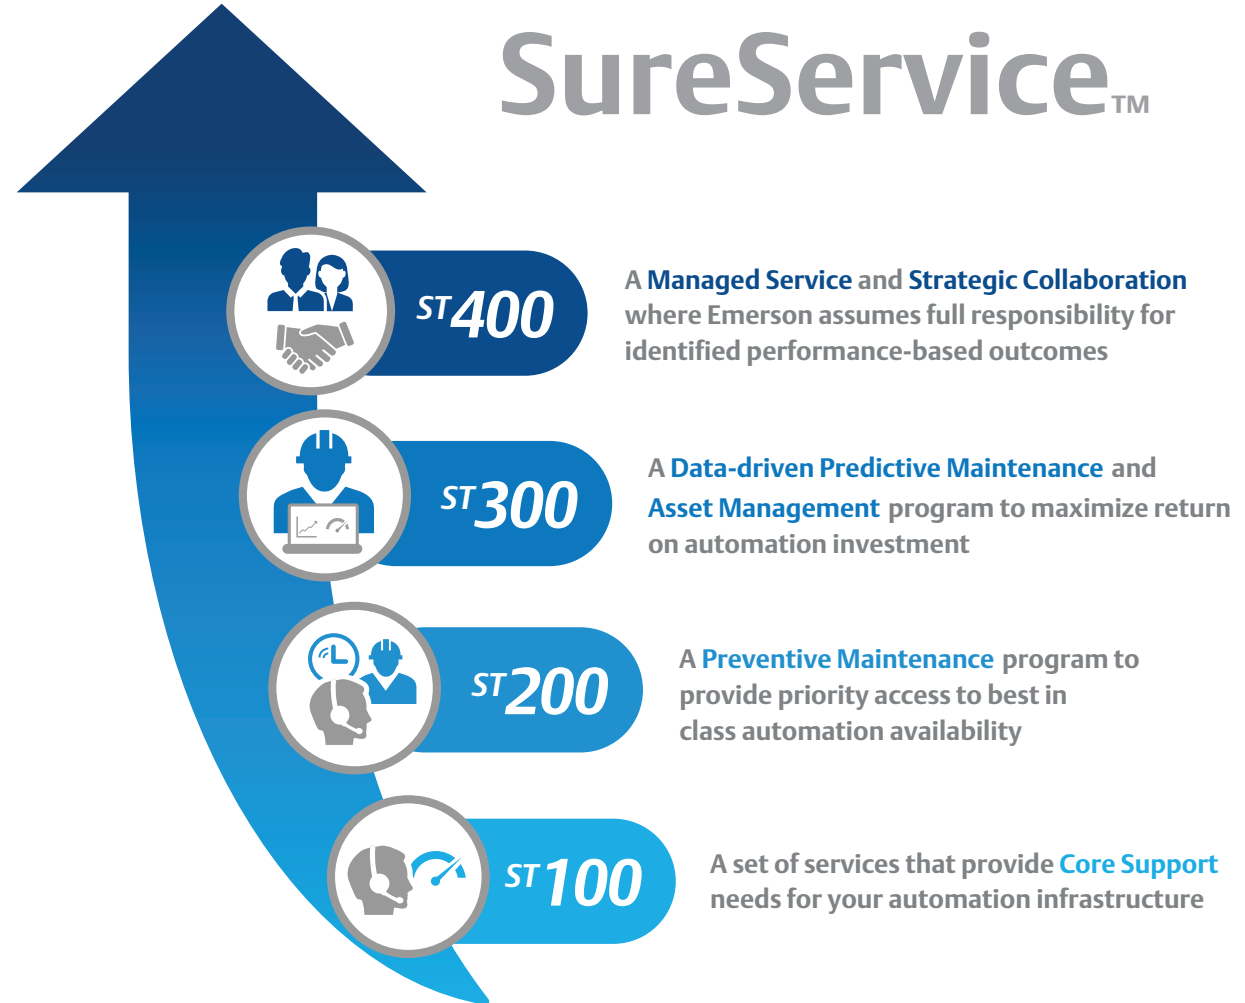 SureService™
ST400
A Managed Service and Strategic Collaboration
where Emerson assumes full responsibility for
identified performance-based outcomes
ST300
A Data-driven Predictive Maintenance and
Asset Management program to maximize return
on automation investment
ST200
A Preventive Maintenance program to
provide priority access to best in
class automation availability
ST100
A set of services that provide Core Support
needs for your automation infrastructure